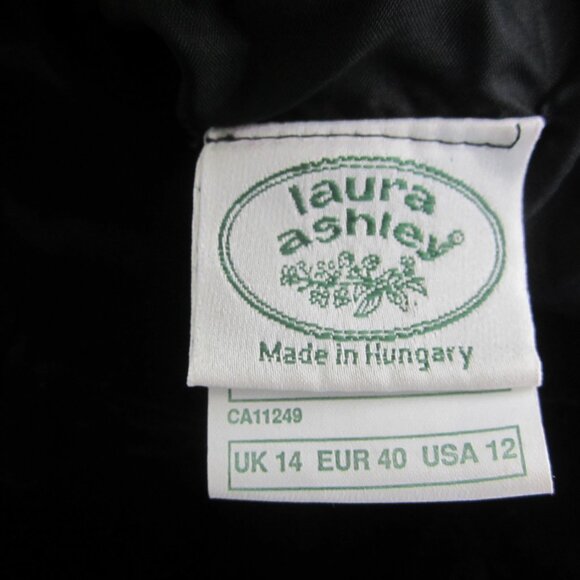 laura
ashley®
Made in Hungary
CA11249
UK 14 EUR 40 USA 12